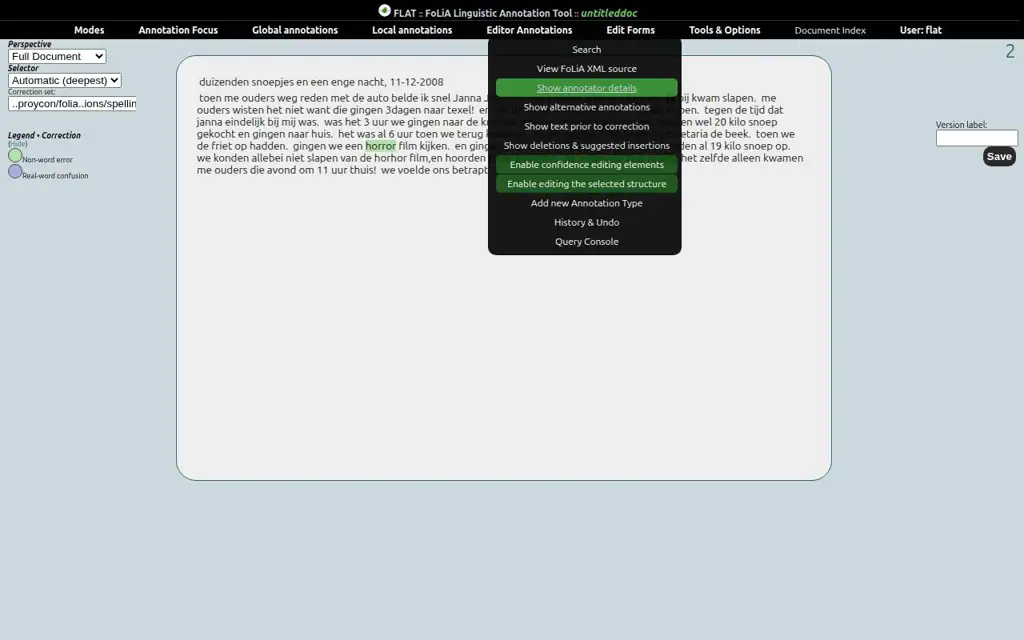 FLAT :: FoLiA Linguistic Annotation Tool :: untitleddoc
Modes Annotation Focus Global annotations Local annotations Editor Annotations Edit Forms Tools & Options Document Index User: flat
Perspective
Full Document
Selector
Automatic (deepest)
Correction set:
..proycon/folia..ions/spellin
Legend • Correction
(Hide)
Non-word error
Real-word confusion
2
Version label:
Save
Search
View FoLiA XML source
Show annotator details
Show alternative annotations
Show text prior to correction
Show deletions & suggested insertions
Enable confidence editing elements
Enable editing the selected structure
Add new Annotation Type
History & Undo
Query Console
duizenden snoepjes en een enge nacht, 11-12-2008
toen me ouders weg reden met de auto belde ik snel Janna bij kwam slapen. me
ouders wisten het niet want die gingen 3dagen naar texel! tegen de tijd dat
janna eindelijk bij mij was. was het 3 uur we gingen naar de wel 20 kilo snoep
gekocht en gingen naar huis. het was al 6 uur toen we terug de beek. toen we
de friet op hadden. gingen we een horror film kijken. en al 19 kilo snoep op.
we konden allebei niet slapen van de horhor film,en hoorden het zelfde alleen kwamen
me ouders die avond om 11 uur thuis! we voelde ons